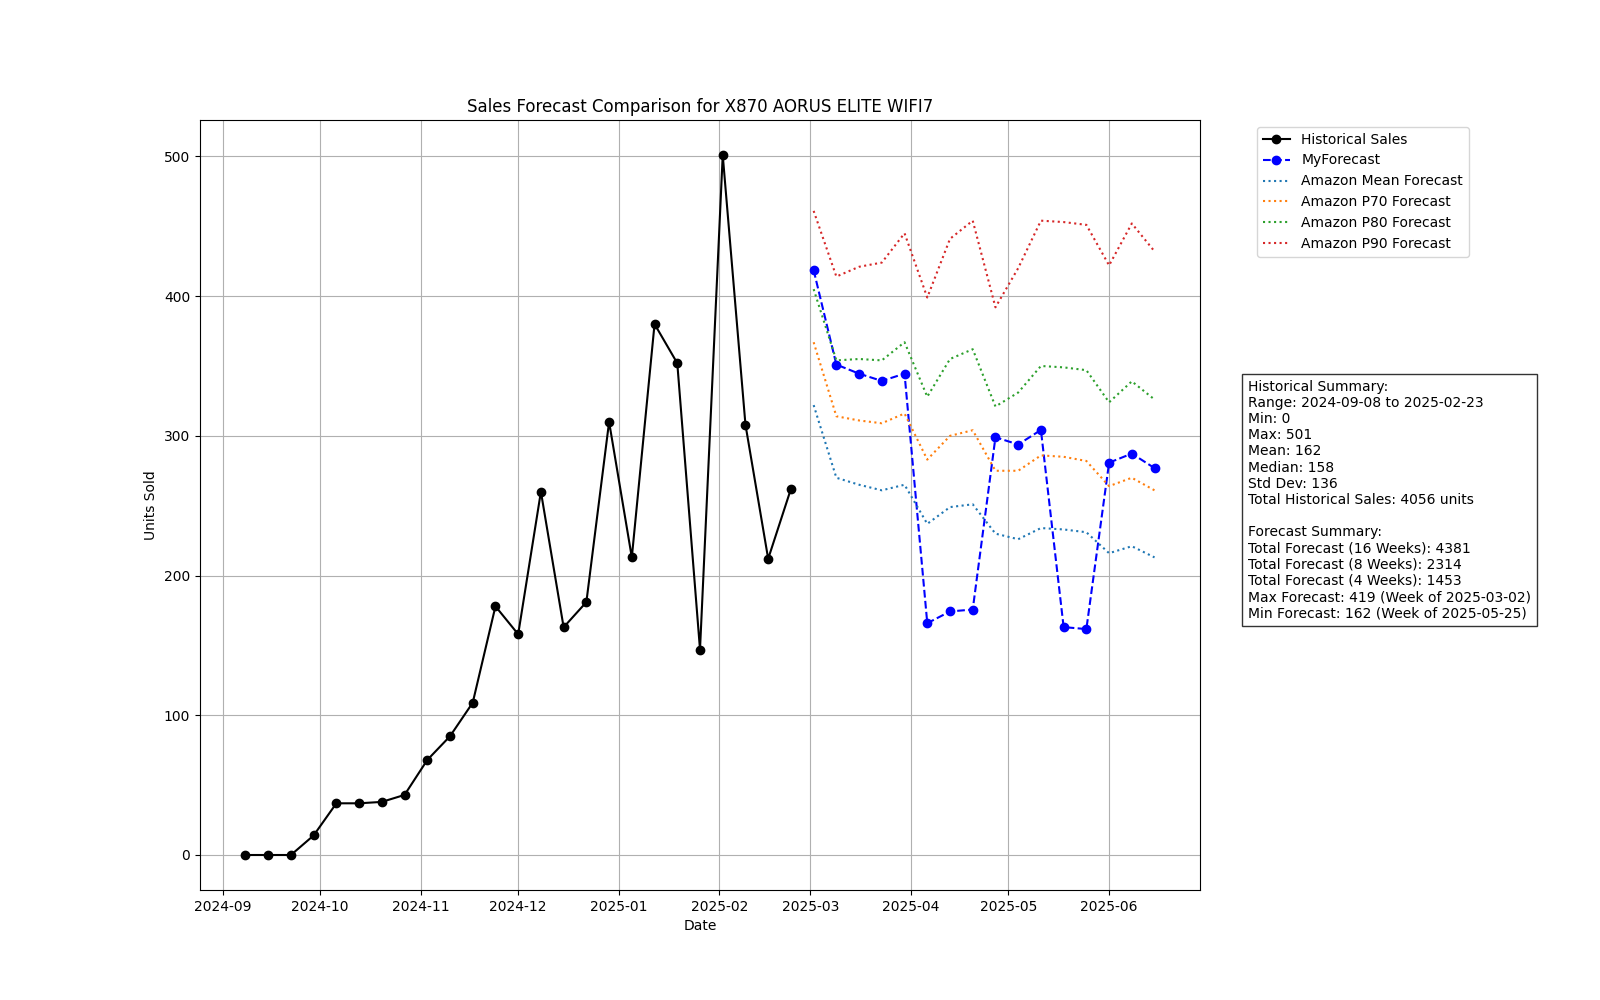 Sales Forecast Comparison for X870 AORUS ELITE WIFI7
Units Sold
500
400
300
200
100
0
2024-09 2024-10 2024-11 2024-12 2025-01 2025-02 2025-03 2025-04 2025-05 2025-06
Date
Historical Sales
MyForecast
Amazon Mean Forecast
Amazon P70 Forecast
Amazon P80 Forecast
Amazon P90 Forecast
Historical Summary:
Range: 2024-09-08 to 2025-02-23
Min: 0
Max: 501
Mean: 162
Median: 158
Std Dev: 136
Total Historical Sales: 4056 units
Forecast Summary:
Total Forecast (16 Weeks): 4381
Total Forecast (8 Weeks): 2314
Total Forecast (4 Weeks): 1453
Max Forecast: 419 (Week of 2025-03-02)
Min Forecast: 162 (Week of 2025-05-25)